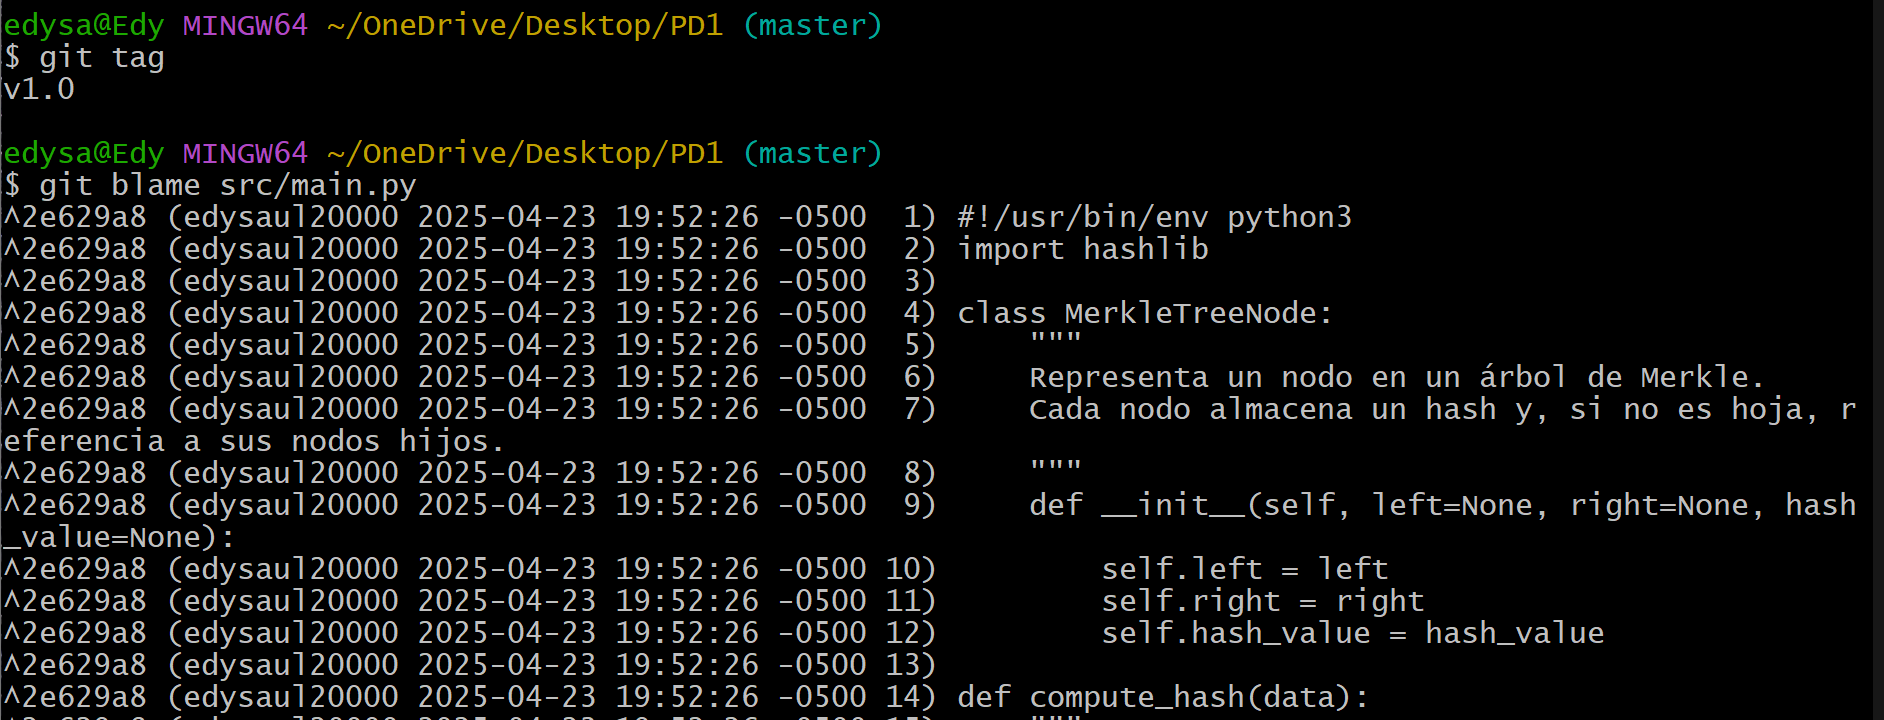 edysa@Edy MINGW64 ~/OneDrive/Desktop/PD1 (master)
$ git tag
v1.0
edysa@Edy MINGW64 ~/OneDrive/Desktop/PD1 (master)
$ git blame src/main.py
^2e629a8 (edysaul20000 2025-04-23 19:52:26 -0500  1) #!/usr/bin/env python3
^2e629a8 (edysaul20000 2025-04-23 19:52:26 -0500  2) import hashlib
^2e629a8 (edysaul20000 2025-04-23 19:52:26 -0500  3)
^2e629a8 (edysaul20000 2025-04-23 19:52:26 -0500  4) class MerkleTreeNode:
^2e629a8 (edysaul20000 2025-04-23 19:52:26 -0500  5)     """
^2e629a8 (edysaul20000 2025-04-23 19:52:26 -0500  6)     Representa un nodo en un árbol de Merkle.
^2e629a8 (edysaul20000 2025-04-23 19:52:26 -0500  7)     Cada nodo almacena un hash y, si no es hoja, r
eferencia a sus nodos hijos.
^2e629a8 (edysaul20000 2025-04-23 19:52:26 -0500  8)     """
^2e629a8 (edysaul20000 2025-04-23 19:52:26 -0500  9)     def __init__(self, left=None, right=None, hash
_value=None):
^2e629a8 (edysaul20000 2025-04-23 19:52:26 -0500 10)         self.left = left
^2e629a8 (edysaul20000 2025-04-23 19:52:26 -0500 11)         self.right = right
^2e629a8 (edysaul20000 2025-04-23 19:52:26 -0500 12)         self.hash_value = hash_value
^2e629a8 (edysaul20000 2025-04-23 19:52:26 -0500 13)
^2e629a8 (edysaul20000 2025-04-23 19:52:26 -0500 14) def compute_hash(data):